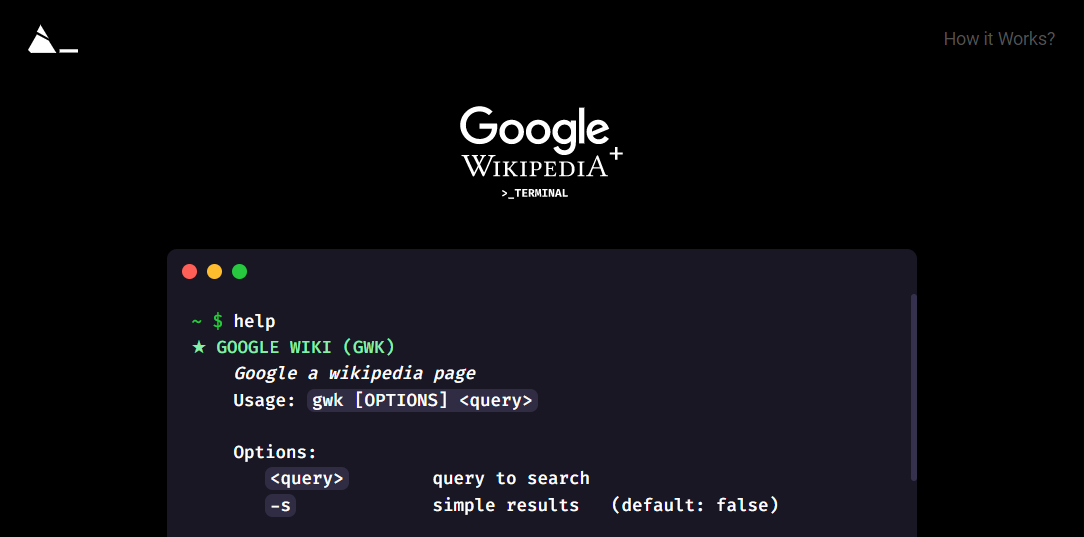 How it Works?
Google
WIKIPEDIA+
>_TERMINAL
~ $ help
★ GOOGLE WIKI (GWK)
Google a wikipedia page
Usage: gwk [OPTIONS] <query>
Options:
<query> query to search
-s simple results (default: false)